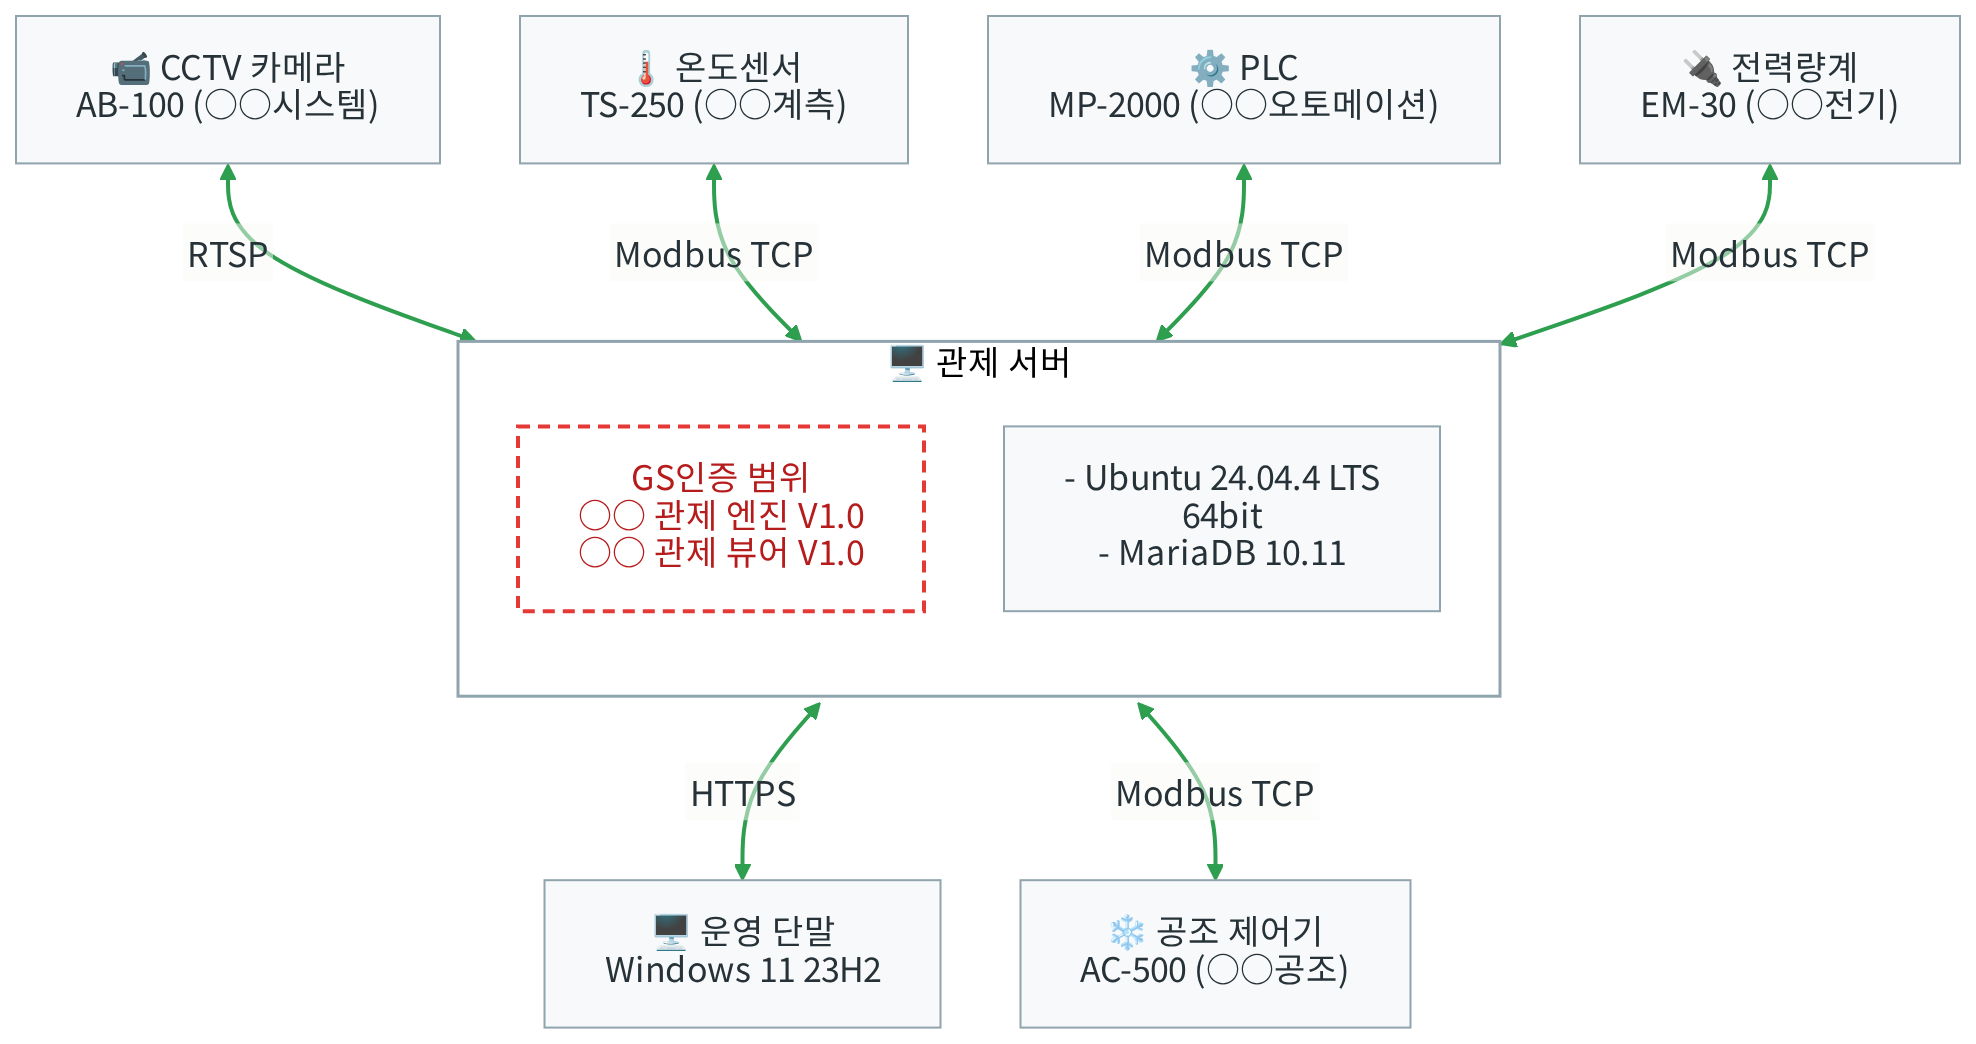 CCTV 카메라
AB-100 (○○시스템)
온도센서
TS-250 (○○계측)
PLC
MP-2000 (○○오토메이션)
전력량계
EM-30 (○○전기)
RTSP
Modbus TCP
Modbus TCP
Modbus TCP
관제 서버
GS인증 범위
○○ 관제 엔진 V1.0
○○ 관제 뷰어 V1.0
- Ubuntu 24.04.4 LTS
64bit
- MariaDB 10.11
HTTPS
Modbus TCP
운영 단말
Windows 11 23H2
공조 제어기
AC-500 (○○공조)